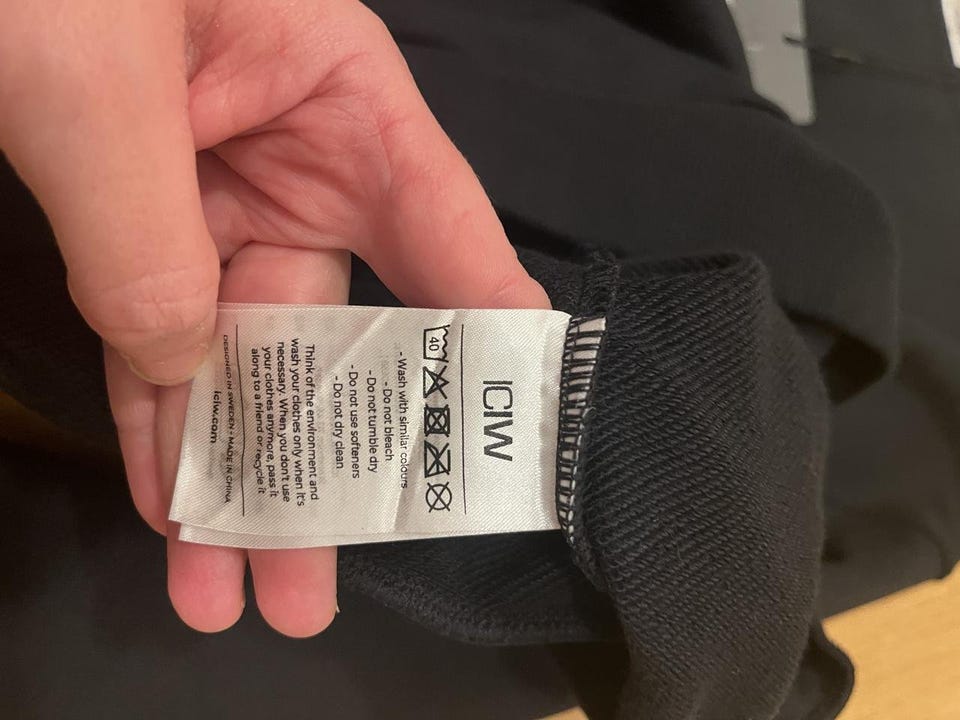 ICIW
40
- Wash with similar colours
- Do not bleach
- Do not tumble dry
- Do not use softeners
- Do not dry clean
Think of the environment and
wash your clothes only when it's
necessary. When you don't use
your clothes anymore, pass it
along to a friend or recycle it
DESIGNED IN SWEDEN - MADE IN CHINA
iciw.com